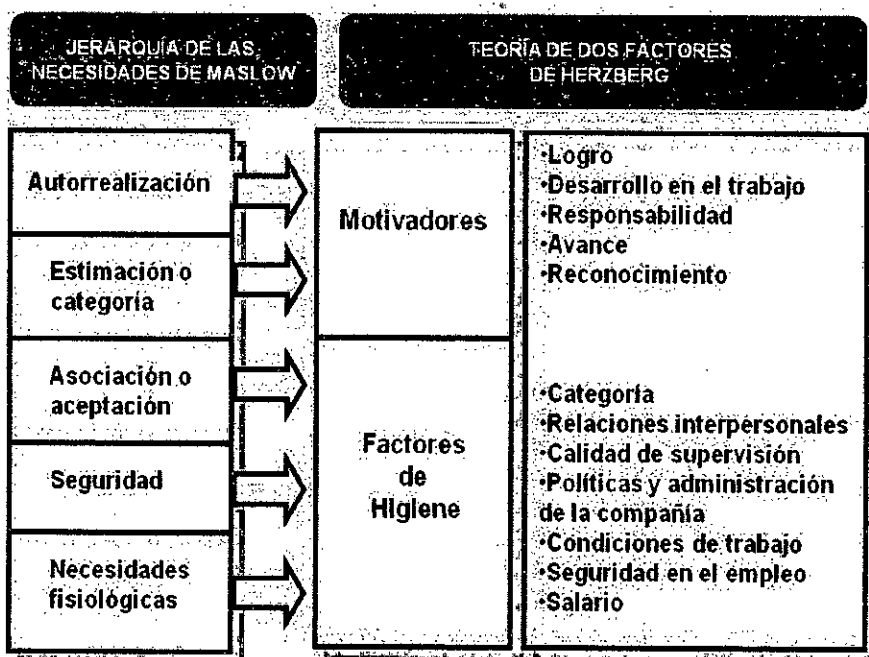 JERARQUÍA DE LAS
NECESIDADES DE MASLOW
TEORÍA DE DOS FACTORES
DE HERZBERG
Autorrealización
Estimación o
categoría
Asociación o
aceptación
Seguridad
Necesidades
fisiológicas
Motivadores
Factores
de
Higiene
•Logro
•Desarrollo en el trabajo
•Responsabilidad
•Avance
•Reconocimiento
•Categoría
•Relaciones interpersonales
•Calidad de supervisión
•Políticas y administración
de la compañía
•Condiciones de trabajo
•Seguridad en el empleo
•Salario